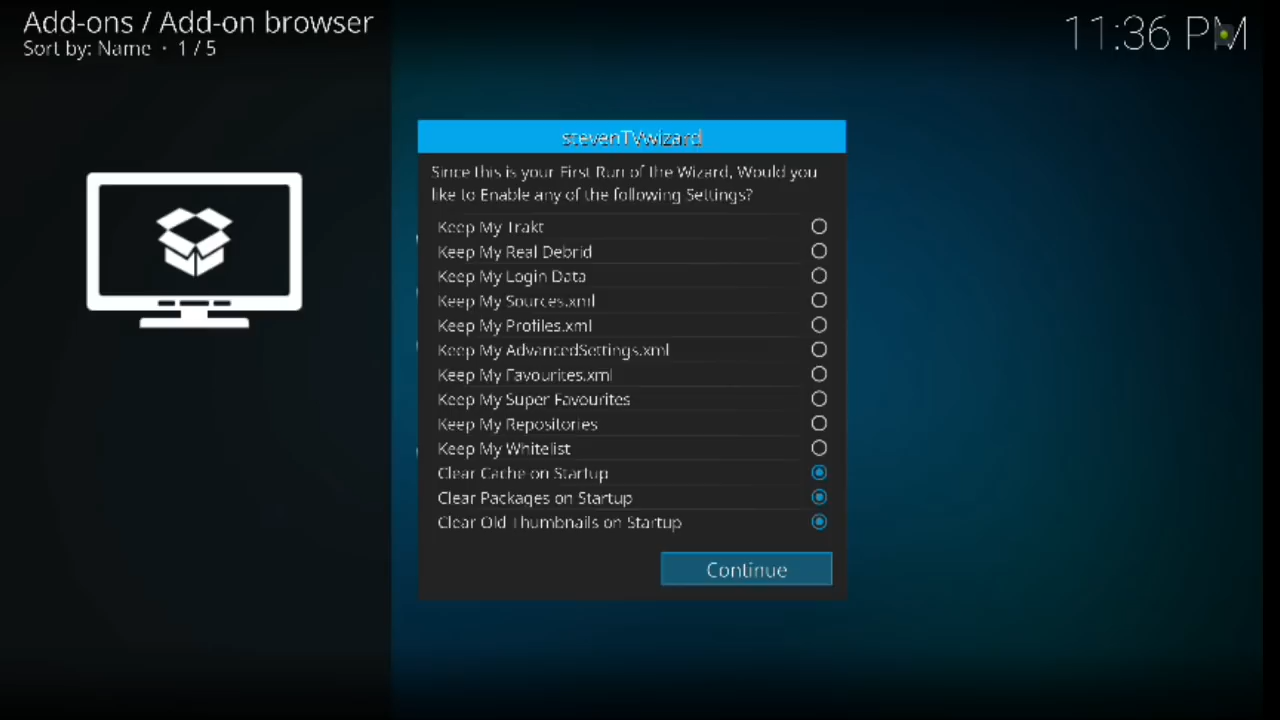 Add-ons / Add-on browser
Sort by: Name · 1 / 5
11:36 PM
stevenTVwizard
Since this is your First Run of the Wizard, Would you
like to Enable any of the following Settings?
Keep My Trakt
Keep My Real Debrid
Keep My Login Data
Keep My Sources.xml
Keep My Profiles.xml
Keep My AdvancedSettings.xml
Keep My Favourites.xml
Keep My Super Favourites
Keep My Repositories
Keep My Whitelist
Clear Cache on Startup
Clear Packages on Startup
Clear Old Thumbnails on Startup
Continue